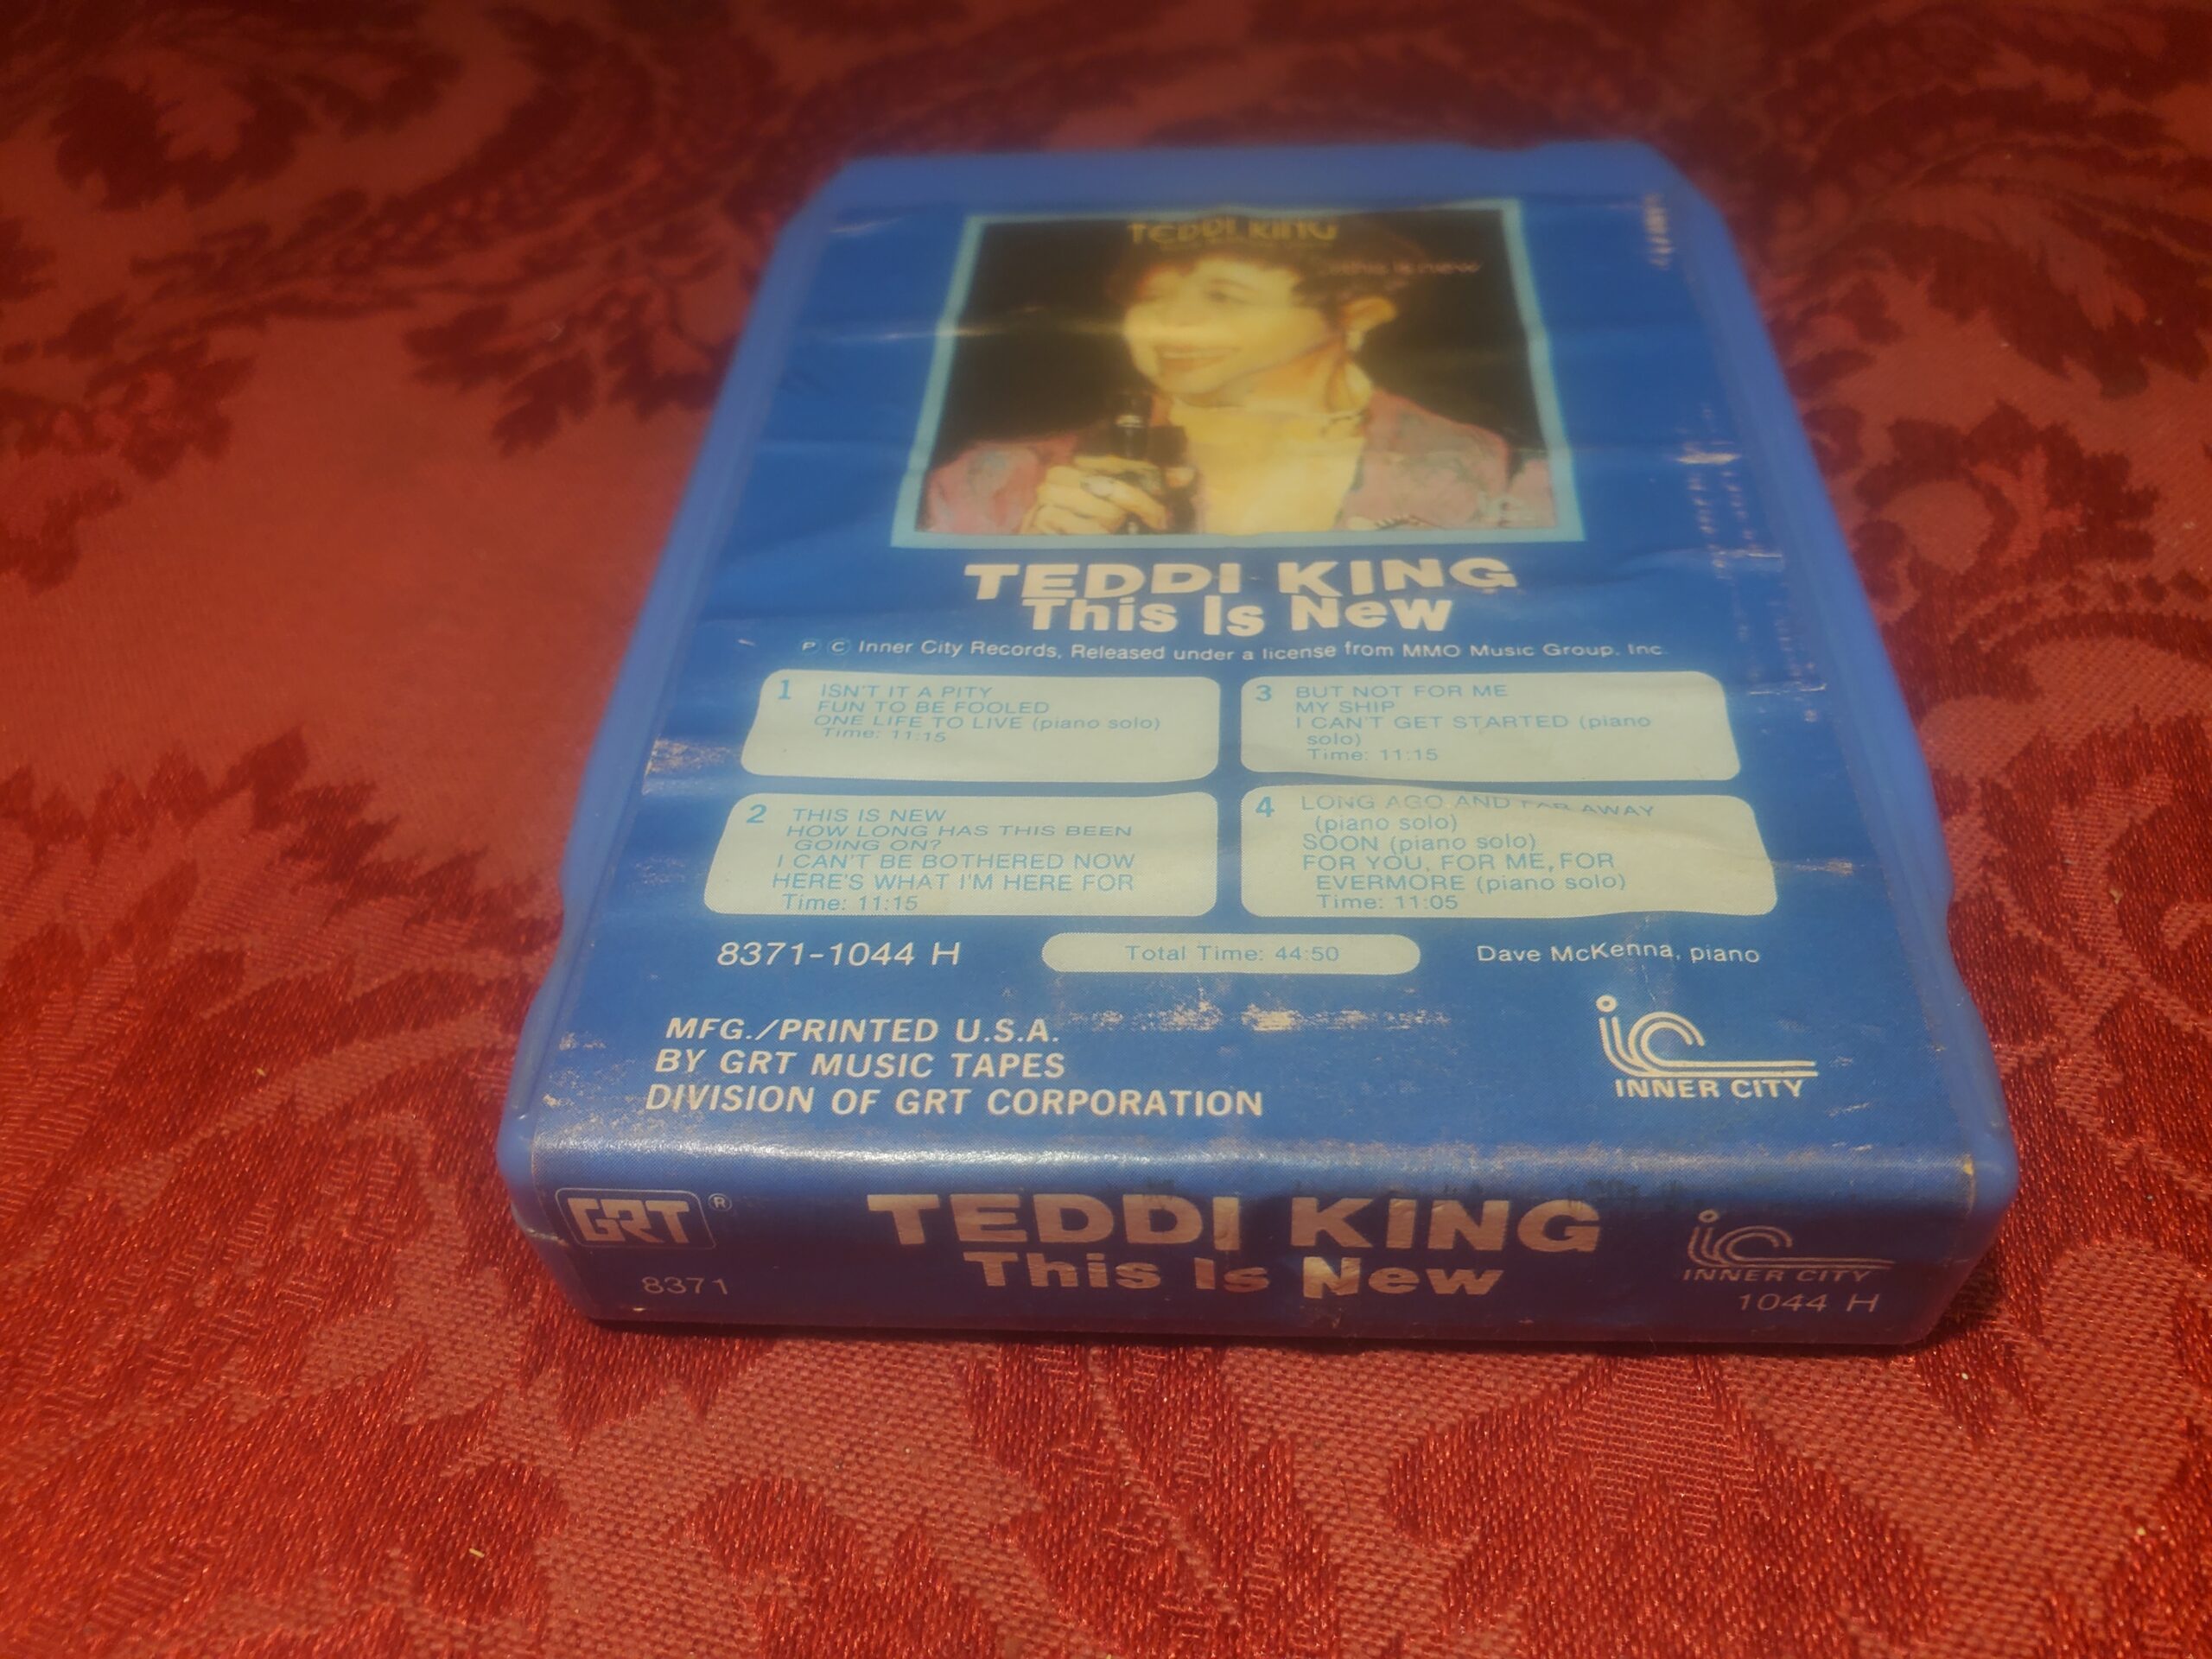 TEDDI KING
this is new
TEDDI KING
This Is New
P C Inner City Records, Released under a license from MMO Music Group, Inc.
1 ISN'T IT A PITY
FUN TO BE FOOLED
ONE LIFE TO LIVE (piano solo)
Time: 11:15
2 THIS IS NEW
HOW LONG HAS THIS BEEN
GOING ON?
I CAN'T BE BOTHERED NOW
HERE'S WHAT I'M HERE FOR
Time: 11:15
3 BUT NOT FOR ME
MY SHIP
I CAN'T GET STARTED (piano
solo)
Time: 11:15
4 LONG AGO AND FAR AWAY
(piano solo)
SOON (piano solo)
FOR YOU, FOR ME, FOR
EVERMORE (piano solo)
Time: 11:05
8371-1044 H
Total Time: 44:50
Dave McKenna, piano
MFG./PRINTED U.S.A.
BY GRT MUSIC TAPES
DIVISION OF GRT CORPORATION
ic
INNER CITY
GRT ®
8371
TEDDI KING
This Is New
ic
INNER CITY
1044 H